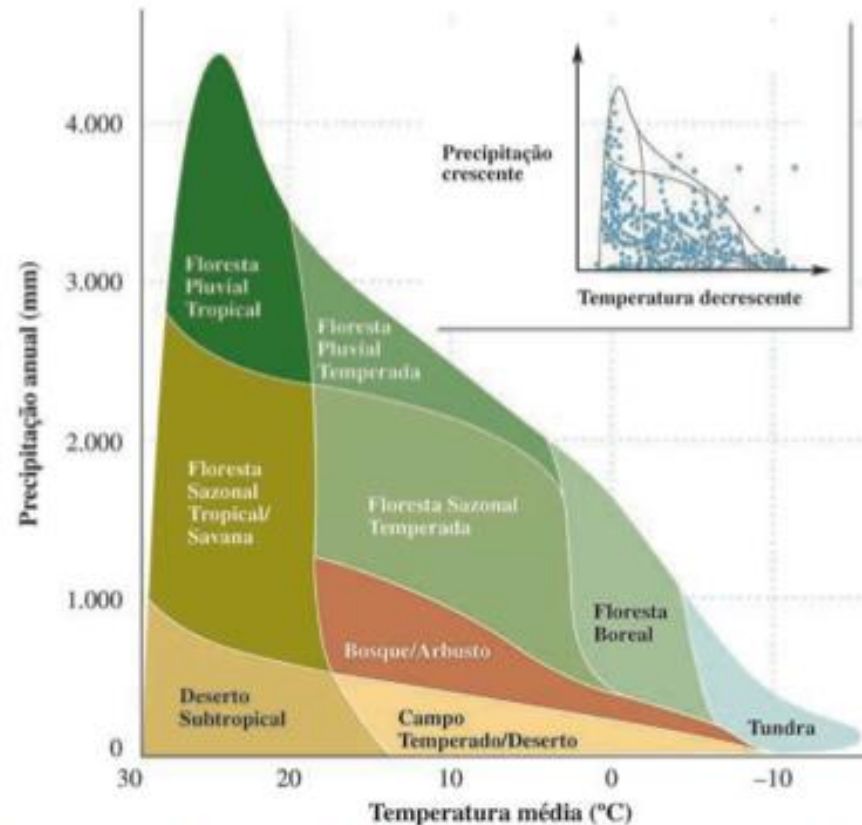 Precipitação anual (mm)
4.000
3.000
2.000
1.000
0
Precipitação
crescente
Temperatura decrescente
Floresta
Pluvial
Tropical
Floresta
Pluvial
Temperada
Floresta
Sazonal
Tropical/
Savana
Floresta Sazonal
Temperada
Floresta
Boreal
Bosque/Arbusto
Deserto
Subtropical
Campo
Temperado/Deserto
Tundra
30
20
10
0
–10
Temperatura média (ºC)